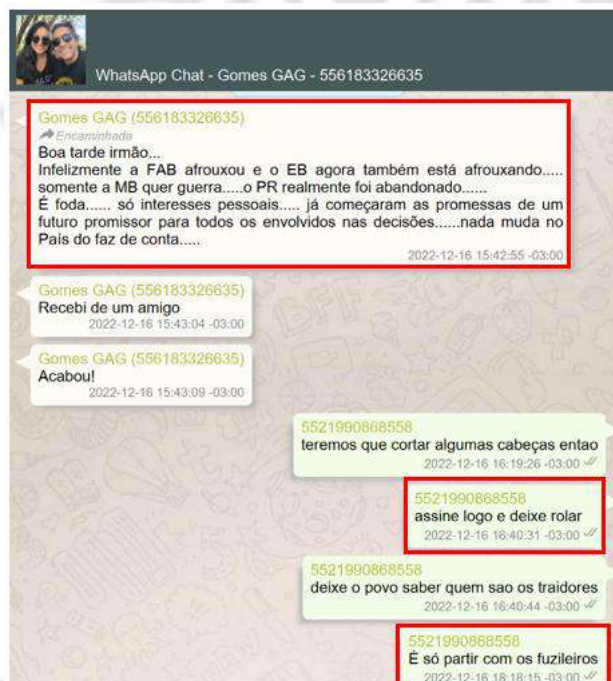 WhatsApp Chat - Gomes GAG - 556183326635
Gomes GAG (556183326635)
Encaminhada
Boa tarde irmão...
Infelizmente a FAB afrouxou e o EB agora também está afrouxando.....
somente a MB quer guerra.....o PR realmente foi abandonado......
É foda...... só interesses pessoais..... já começaram as promessas de um
futuro promissor para todos os envolvidos nas decisões......nada muda no
País do faz de conta.....
2022-12-16 15:42:55 -03:00
Gomes GAG (556183326635)
Recebi de um amigo
2022-12-16 15:43:04 -03:00
Gomes GAG (556183326635)
Acabou!
2022-12-16 15:43:09 -03:00
5521990868558
teremos que cortar algumas cabeças entao
2022-12-16 16:19:26 -03:00
5521990868558
assine logo e deixe rolar
2022-12-16 16:40:31 -03:00
5521990868558
deixe o povo saber quem sao os traidores
2022-12-16 16:40:44 -03:00
5521990868558
É só partir com os fuzileiros
2022-12-16 18:18:15 -03:00